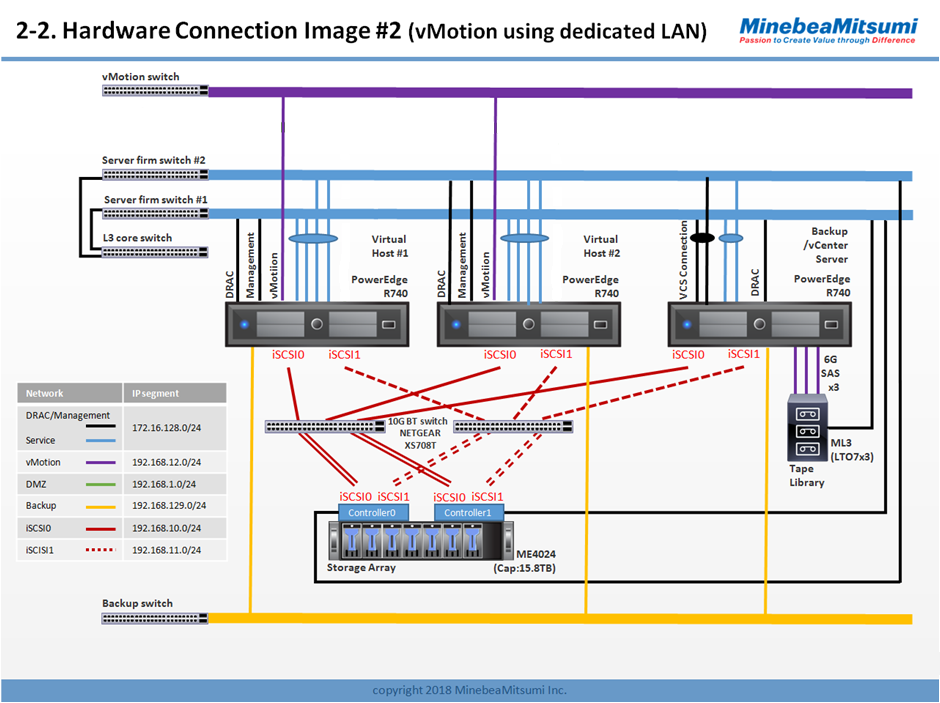 2-2. Hardware Connection Image #2 (vMotion using dedicated LAN)
MinebeaMitsumi
Passion to Create Value through Difference
vMotion switch
Server firm switch #2
Server firm switch #1
L3 core switch
DRAC
Management
vMotiion
Virtual
Host #1
PowerEdge
R740
DRAC
Management
vMotiion
Virtual
Host #2
PowerEdge
R740
VCS Connection
DRAC
Backup
/vCenter
Server
PowerEdge
R740
iSCSI0
iSCSI1
iSCSI0
iSCSI1
iSCSI0
iSCSI1
6G
SAS
x3
Network
IPsegment
DRAC/Management
Service
172.16.128.0/24
vMotion
192.168.12.0/24
DMZ
192.168.1.0/24
Backup
192.168.129.0/24
iSCSI0
192.168.10.0/24
iSCISI1
192.168.11.0/24
10G BT switch
NETGEAR
XS708T
ML3
(LTO7x3)
Tape
Library
iSCSI0
iSCSI1
iSCSI0
iSCSI1
Controller0
Controller1
Storage Array
ME4024
(Cap:15.8TB)
Backup switch
copyright 2018 MinebeaMitsumi Inc.